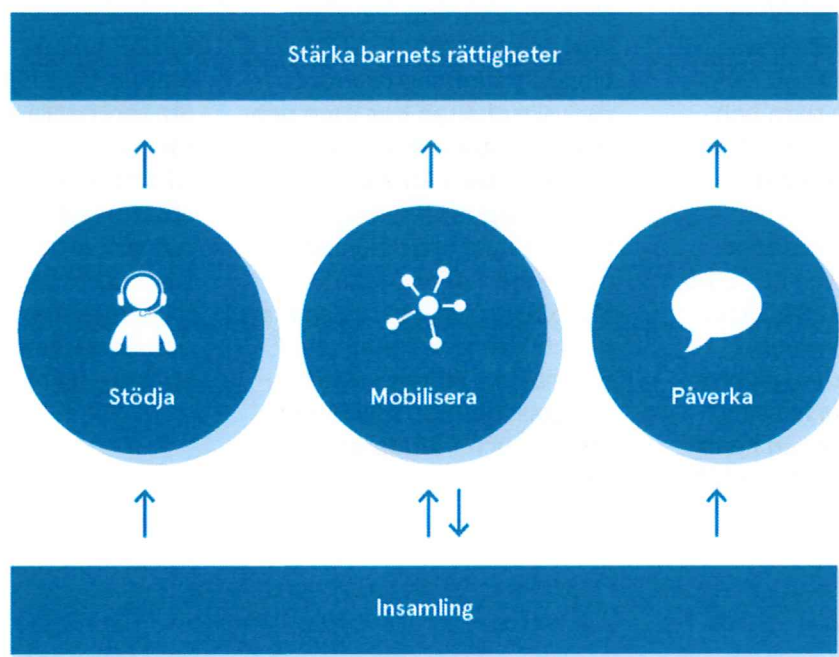 Stärka barnets rättigheter
Stödja
Mobilisera
Påverka
Insamling